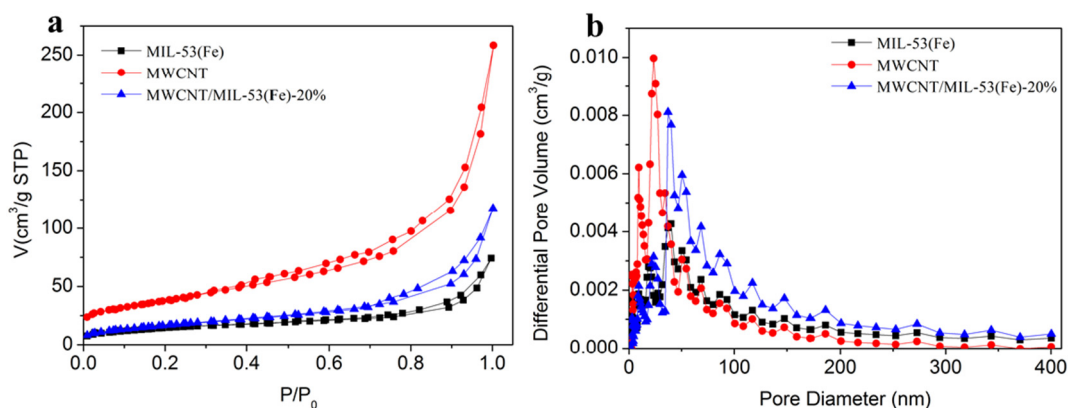 a
250
200
150
100
50
0
V(cm³/g STP)
MIL-53(Fe)
MWCNT
MWCNT/MIL-53(Fe)-20%
0.0 0.2 0.4 0.6 0.8 1.0
P/P₀
b
0.010
0.008
0.006
0.004
0.002
0.000
Differential Pore Volume (cm³/g)
MIL-53(Fe)
MWCNT
MWCNT/MIL-53(Fe)-20%
0 100 200 300 400
Pore Diameter (nm)